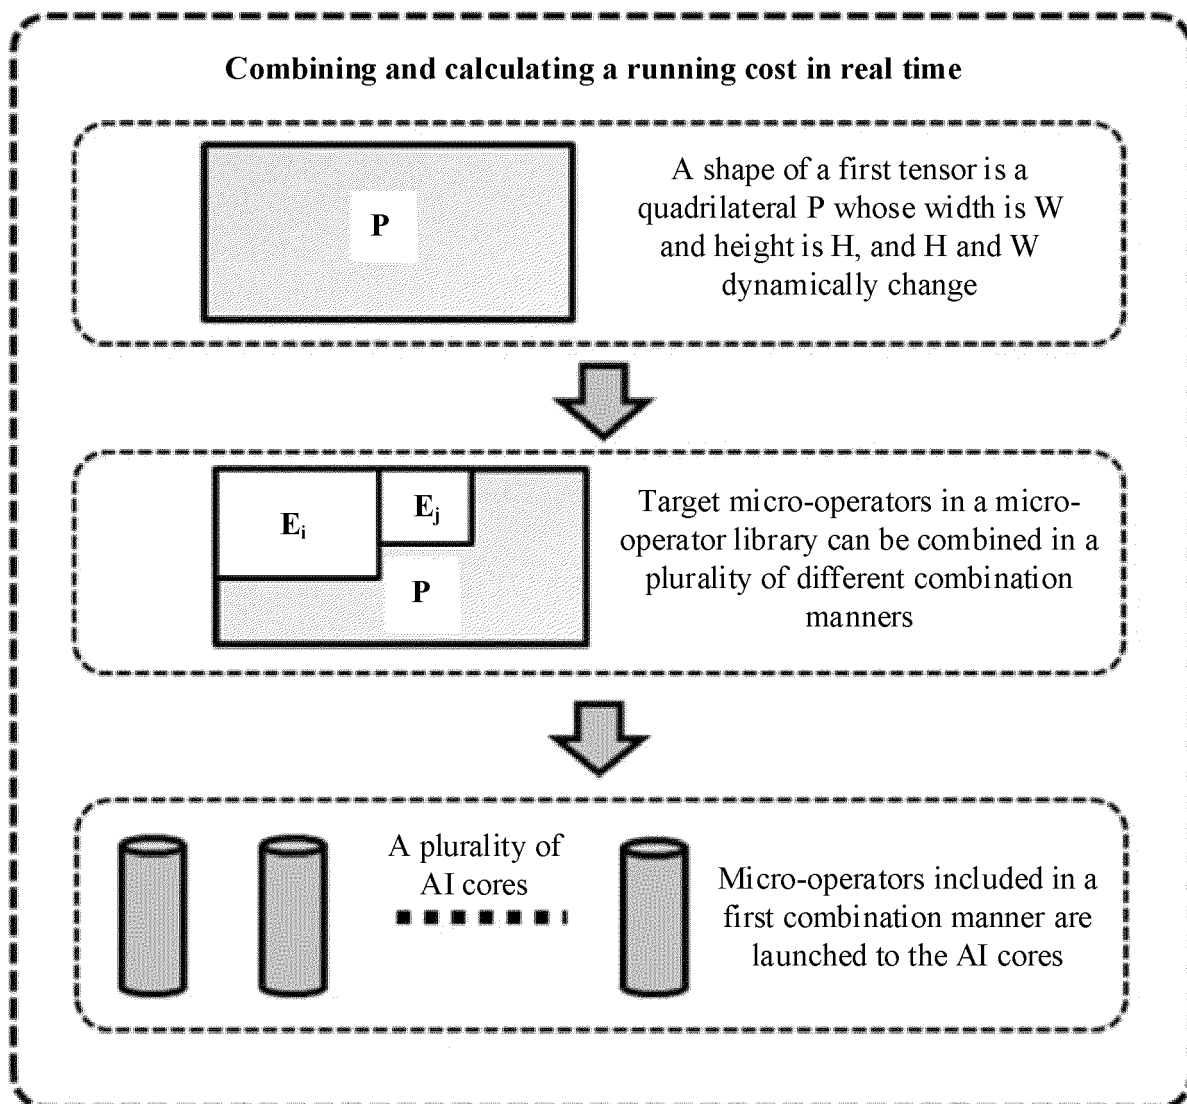 Combining and calculating a running cost in real time
P
A shape of a first tensor is a
quadrilateral P whose width is W
and height is H, and H and W
dynamically change
E_i
E_j
P
Target micro-operators in a micro-
operator library can be combined in a
plurality of different combination
manners
A plurality of
AI cores
Micro-operators included in a
first combination manner are
launched to the AI cores